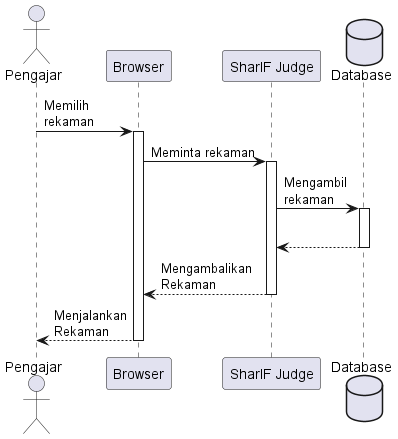 Pengajar
Browser
SharIF Judge
Database
Memilih
rekaman
Meminta rekaman
Mengambil
rekaman
Mengambalikan
Rekaman
Menjalankan
Rekaman
Pengajar
Browser
SharIF Judge
Database